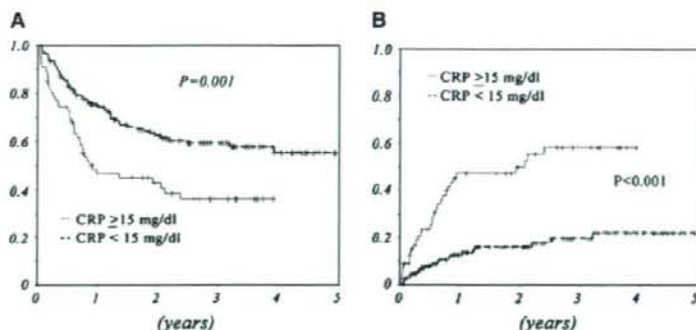 A
1.0
0.8
0.6
0.4
0.2
0
P=0.001
CRP ≥15 mg/dl
CRP < 15 mg/dl
0 1 2 3 4 5
(years)
B
1.0
0.8
0.6
0.4
0.2
0
CRP ≥15 mg/dl
CRP < 15 mg/dl
P<0.001
0 1 2 3 4 5
(years)